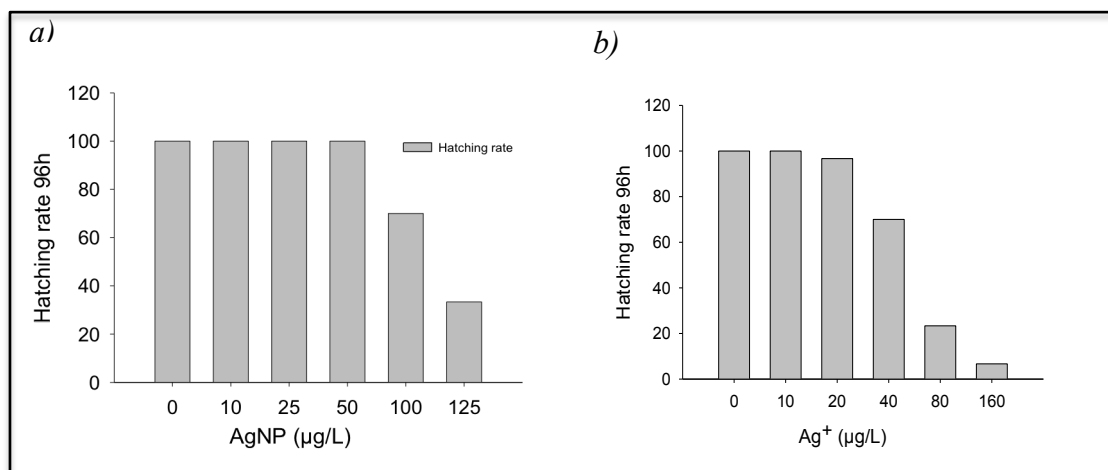 a)
120
100
80
60
40
20
0
Hatching rate 96h
Hatching rate
0 10 25 50 100 125
AgNP (µg/L)
b)
120
100
80
60
40
20
0
Hatching rate 96h
0 10 20 40 80 160
Ag+ (µg/L)